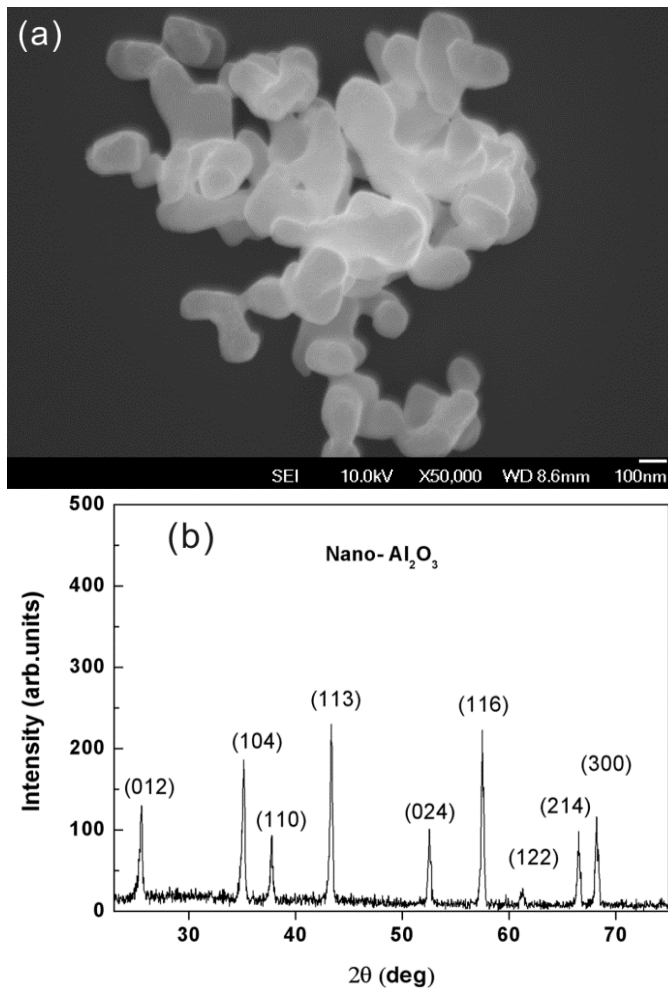 (a)
SEI 10.0kV X50,000 WD 8.6mm 100nm
(b)
Nano- Al₂O₃
Intensity (arb.units)
500
400
300
200
100
0
(012)
(104)
(110)
(113)
(024)
(116)
(122)
(214)
(300)
30 40 50 60 70
2θ (deg)